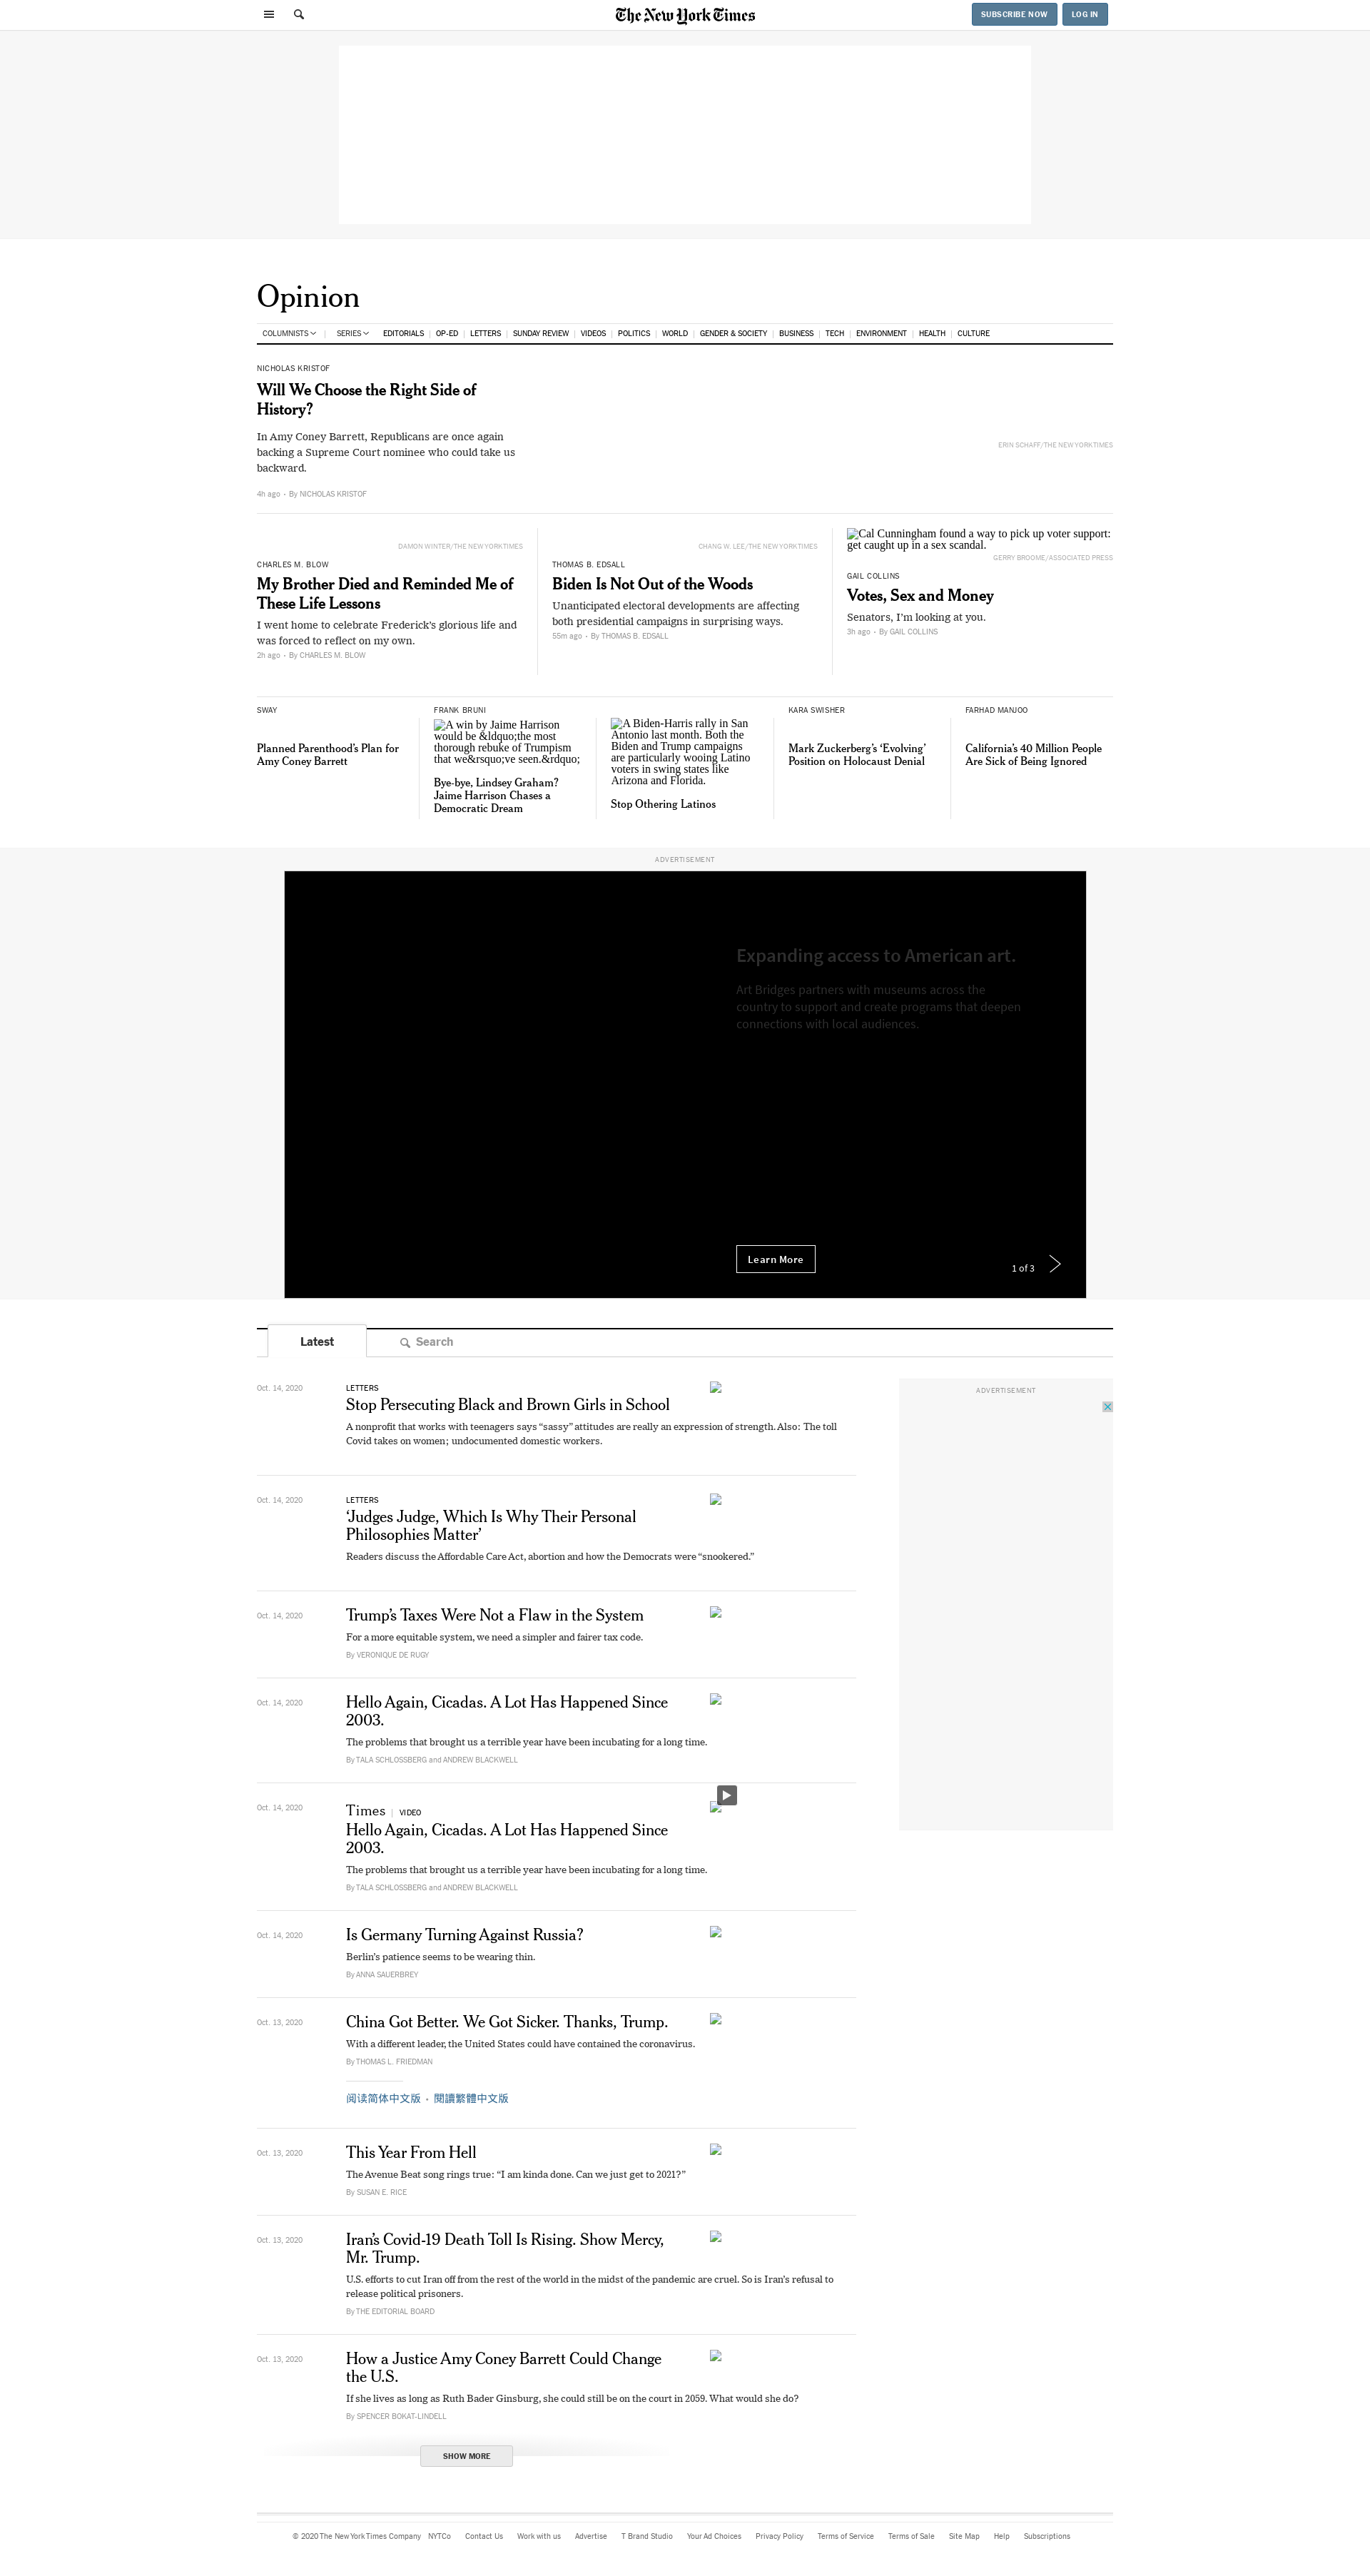 The New York Times
SUBSCRIBE NOW
LOG IN
Opinion
COLUMNISTS
SERIES
EDITORIALS
OP-ED
LETTERS
SUNDAY REVIEW
VIDEOS
POLITICS
WORLD
GENDER & SOCIETY
BUSINESS
TECH
ENVIRONMENT
HEALTH
CULTURE
NICHOLAS KRISTOF
Will We Choose the Right Side of
History?
In Amy Coney Barrett, Republicans are once again
backing a Supreme Court nominee who could take us
backward.
4h ago • By NICHOLAS KRISTOF
ERIN SCHAFF/THE NEW YORK TIMES
DAMON WINTER/THE NEW YORK TIMES
CHARLES M. BLOW
My Brother Died and Reminded Me of
These Life Lessons
I went home to celebrate Frederick's glorious life and
was forced to reflect on my own.
2h ago • By CHARLES M. BLOW
CHANG W. LEE/THE NEW YORK TIMES
THOMAS B. EDSALL
Biden Is Not Out of the Woods
Unanticipated electoral developments are affecting
both presidential campaigns in surprising ways.
55m ago • By THOMAS B. EDSALL
Cal Cunningham found a way to pick up voter support:
get caught up in a sex scandal.
GERRY BROOME/ASSOCIATED PRESS
GAIL COLLINS
Votes, Sex and Money
Senators, I'm looking at you.
3h ago • By GAIL COLLINS
SWAY
Planned Parenthood's Plan for
Amy Coney Barrett
FRANK BRUNI
A win by Jaime Harrison
would be &ldquo;the most
thorough rebuke of Trumpism
that we&rsquo;ve seen.&rdquo;
Bye-bye, Lindsey Graham?
Jaime Harrison Chases a
Democratic Dream
A Biden-Harris rally in San
Antonio last month. Both the
Biden and Trump campaigns
are particularly wooing Latino
voters in swing states like
Arizona and Florida.
Stop Othering Latinos
KARA SWISHER
Mark Zuckerberg's 'Evolving'
Position on Holocaust Denial
FARHAD MANJOO
California's 40 Million People
Are Sick of Being Ignored
ADVERTISEMENT
Expanding access to American art.
Art Bridges partners with museums across the
country to support and create programs that deepen
connections with local audiences.
Learn More
1 of 3
Latest
Search
ADVERTISEMENT
Oct. 14, 2020
LETTERS
Stop Persecuting Black and Brown Girls in School
A nonprofit that works with teenagers says “sassy” attitudes are really an expression of strength. Also: The toll
Covid takes on women; undocumented domestic workers.
Oct. 14, 2020
LETTERS
‘Judges Judge, Which Is Why Their Personal
Philosophies Matter’
Readers discuss the Affordable Care Act, abortion and how the Democrats were “snookered.”
Oct. 14, 2020
Trump’s Taxes Were Not a Flaw in the System
For a more equitable system, we need a simpler and fairer tax code.
By VERONIQUE DE RUGY
Oct. 14, 2020
Hello Again, Cicadas. A Lot Has Happened Since
2003.
The problems that brought us a terrible year have been incubating for a long time.
By TALA SCHLOSSBERG and ANDREW BLACKWELL
Oct. 14, 2020
Times | VIDEO
Hello Again, Cicadas. A Lot Has Happened Since
2003.
The problems that brought us a terrible year have been incubating for a long time.
By TALA SCHLOSSBERG and ANDREW BLACKWELL
Oct. 14, 2020
Is Germany Turning Against Russia?
Berlin’s patience seems to be wearing thin.
By ANNA SAUERBREY
Oct. 13, 2020
China Got Better. We Got Sicker. Thanks, Trump.
With a different leader, the United States could have contained the coronavirus.
By THOMAS L. FRIEDMAN
阅读简体中文版 • 閱讀繁體中文版
Oct. 13, 2020
This Year From Hell
The Avenue Beat song rings true: “I am kinda done. Can we just get to 2021?”
By SUSAN E. RICE
Oct. 13, 2020
Iran’s Covid-19 Death Toll Is Rising. Show Mercy,
Mr. Trump.
U.S. efforts to cut Iran off from the rest of the world in the midst of the pandemic are cruel. So is Iran’s refusal to
release political prisoners.
By THE EDITORIAL BOARD
Oct. 13, 2020
How a Justice Amy Coney Barrett Could Change
the U.S.
If she lives as long as Ruth Bader Ginsburg, she could still be on the court in 2059. What would she do?
By SPENCER BOKAT-LINDELL
SHOW MORE
© 2020 The New York Times Company
NYTCo
Contact Us
Work with us
Advertise
T Brand Studio
Your Ad Choices
Privacy Policy
Terms of Service
Terms of Sale
Site Map
Help
Subscriptions